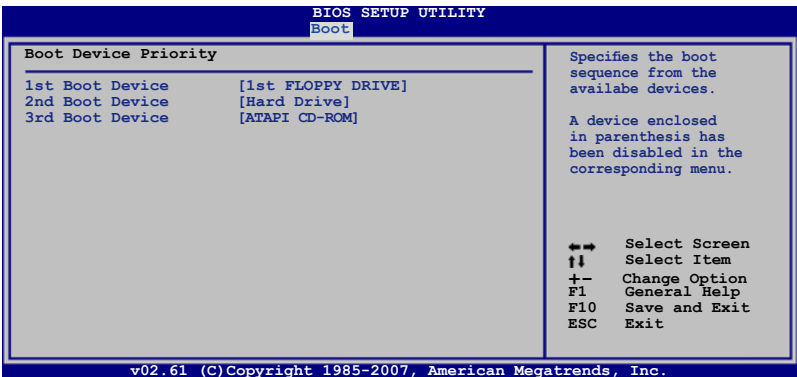 BIOS SETUP UTILITY
Boot
Boot Device Priority
1st Boot Device [1st FLOPPY DRIVE]
2nd Boot Device [Hard Drive]
3rd Boot Device [ATAPI CD-ROM]
Specifies the boot
sequence from the
availabe devices.
A device enclosed
in parenthesis has
been disabled in the
corresponding menu.
←→ Select Screen
↑↓ Select Item
+- Change Option
F1 General Help
F10 Save and Exit
ESC Exit
v02.61 (C)Copyright 1985-2007, American Megatrends, Inc.